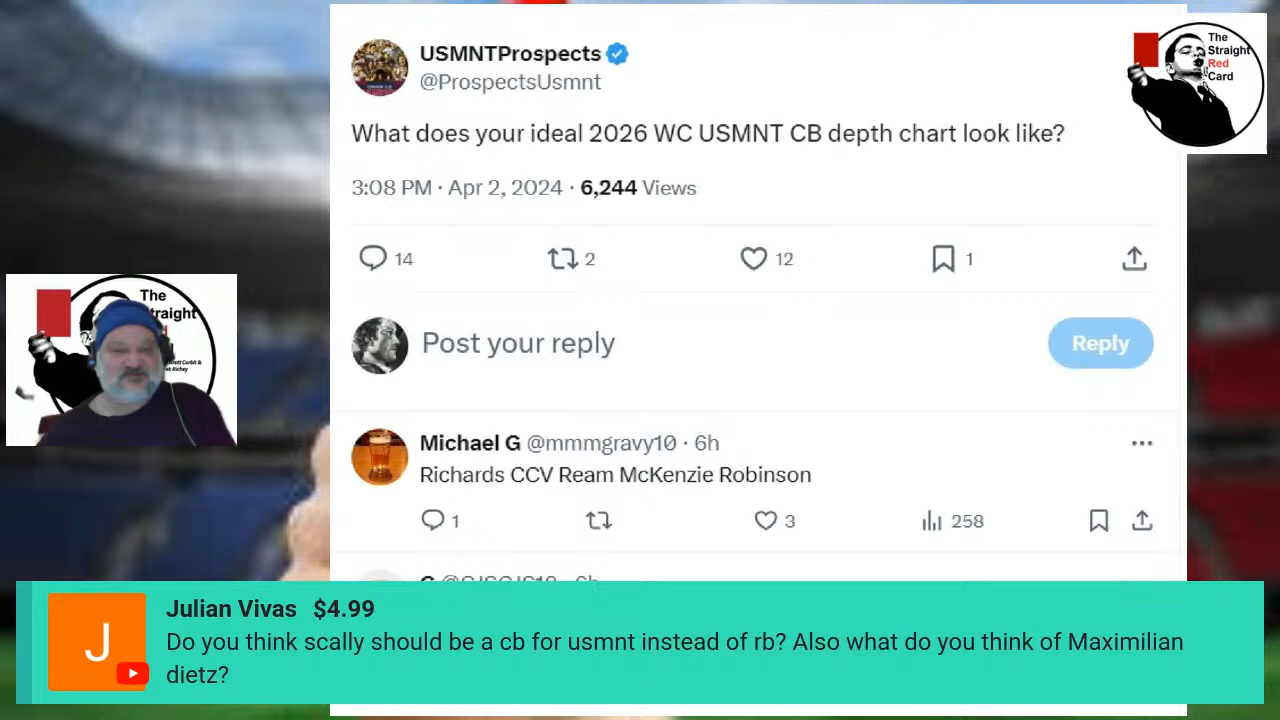 USMNTProspects
@ProspectsUsmnt
What does your ideal 2026 WC USMNT CB depth chart look like?
3:08 PM · Apr 2, 2024 · 6,244 Views
14 2 12 1
Post your reply
Reply
Michael G @mmmgravy10 · 6h
Richards CCV Ream McKenzie Robinson
1 3 258
The
Straight
Red
Card
The
traight
J
Julian Vivas $4.99
Do you think scally should be a cb for usmnt instead of rb? Also what do you think of Maximilian
dietz?